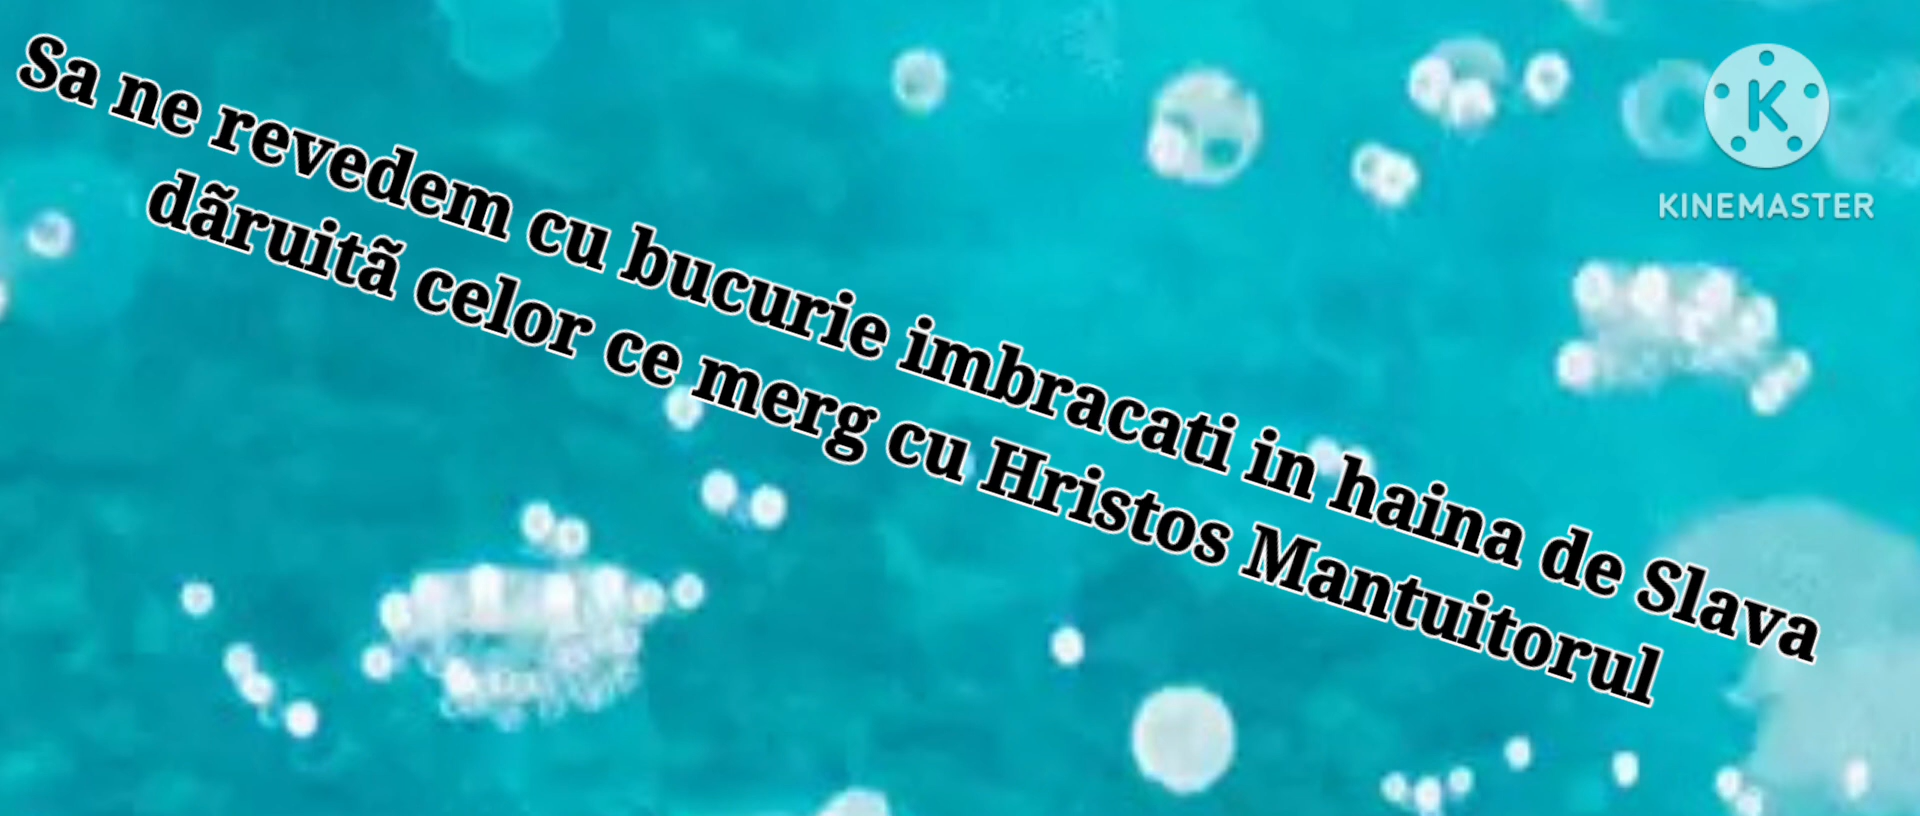 Sa ne revedem cu bucurie imbracati in haina de Slava
dãruitã celor ce merg cu Hristos Mantuitorul
K
KINEMASTER